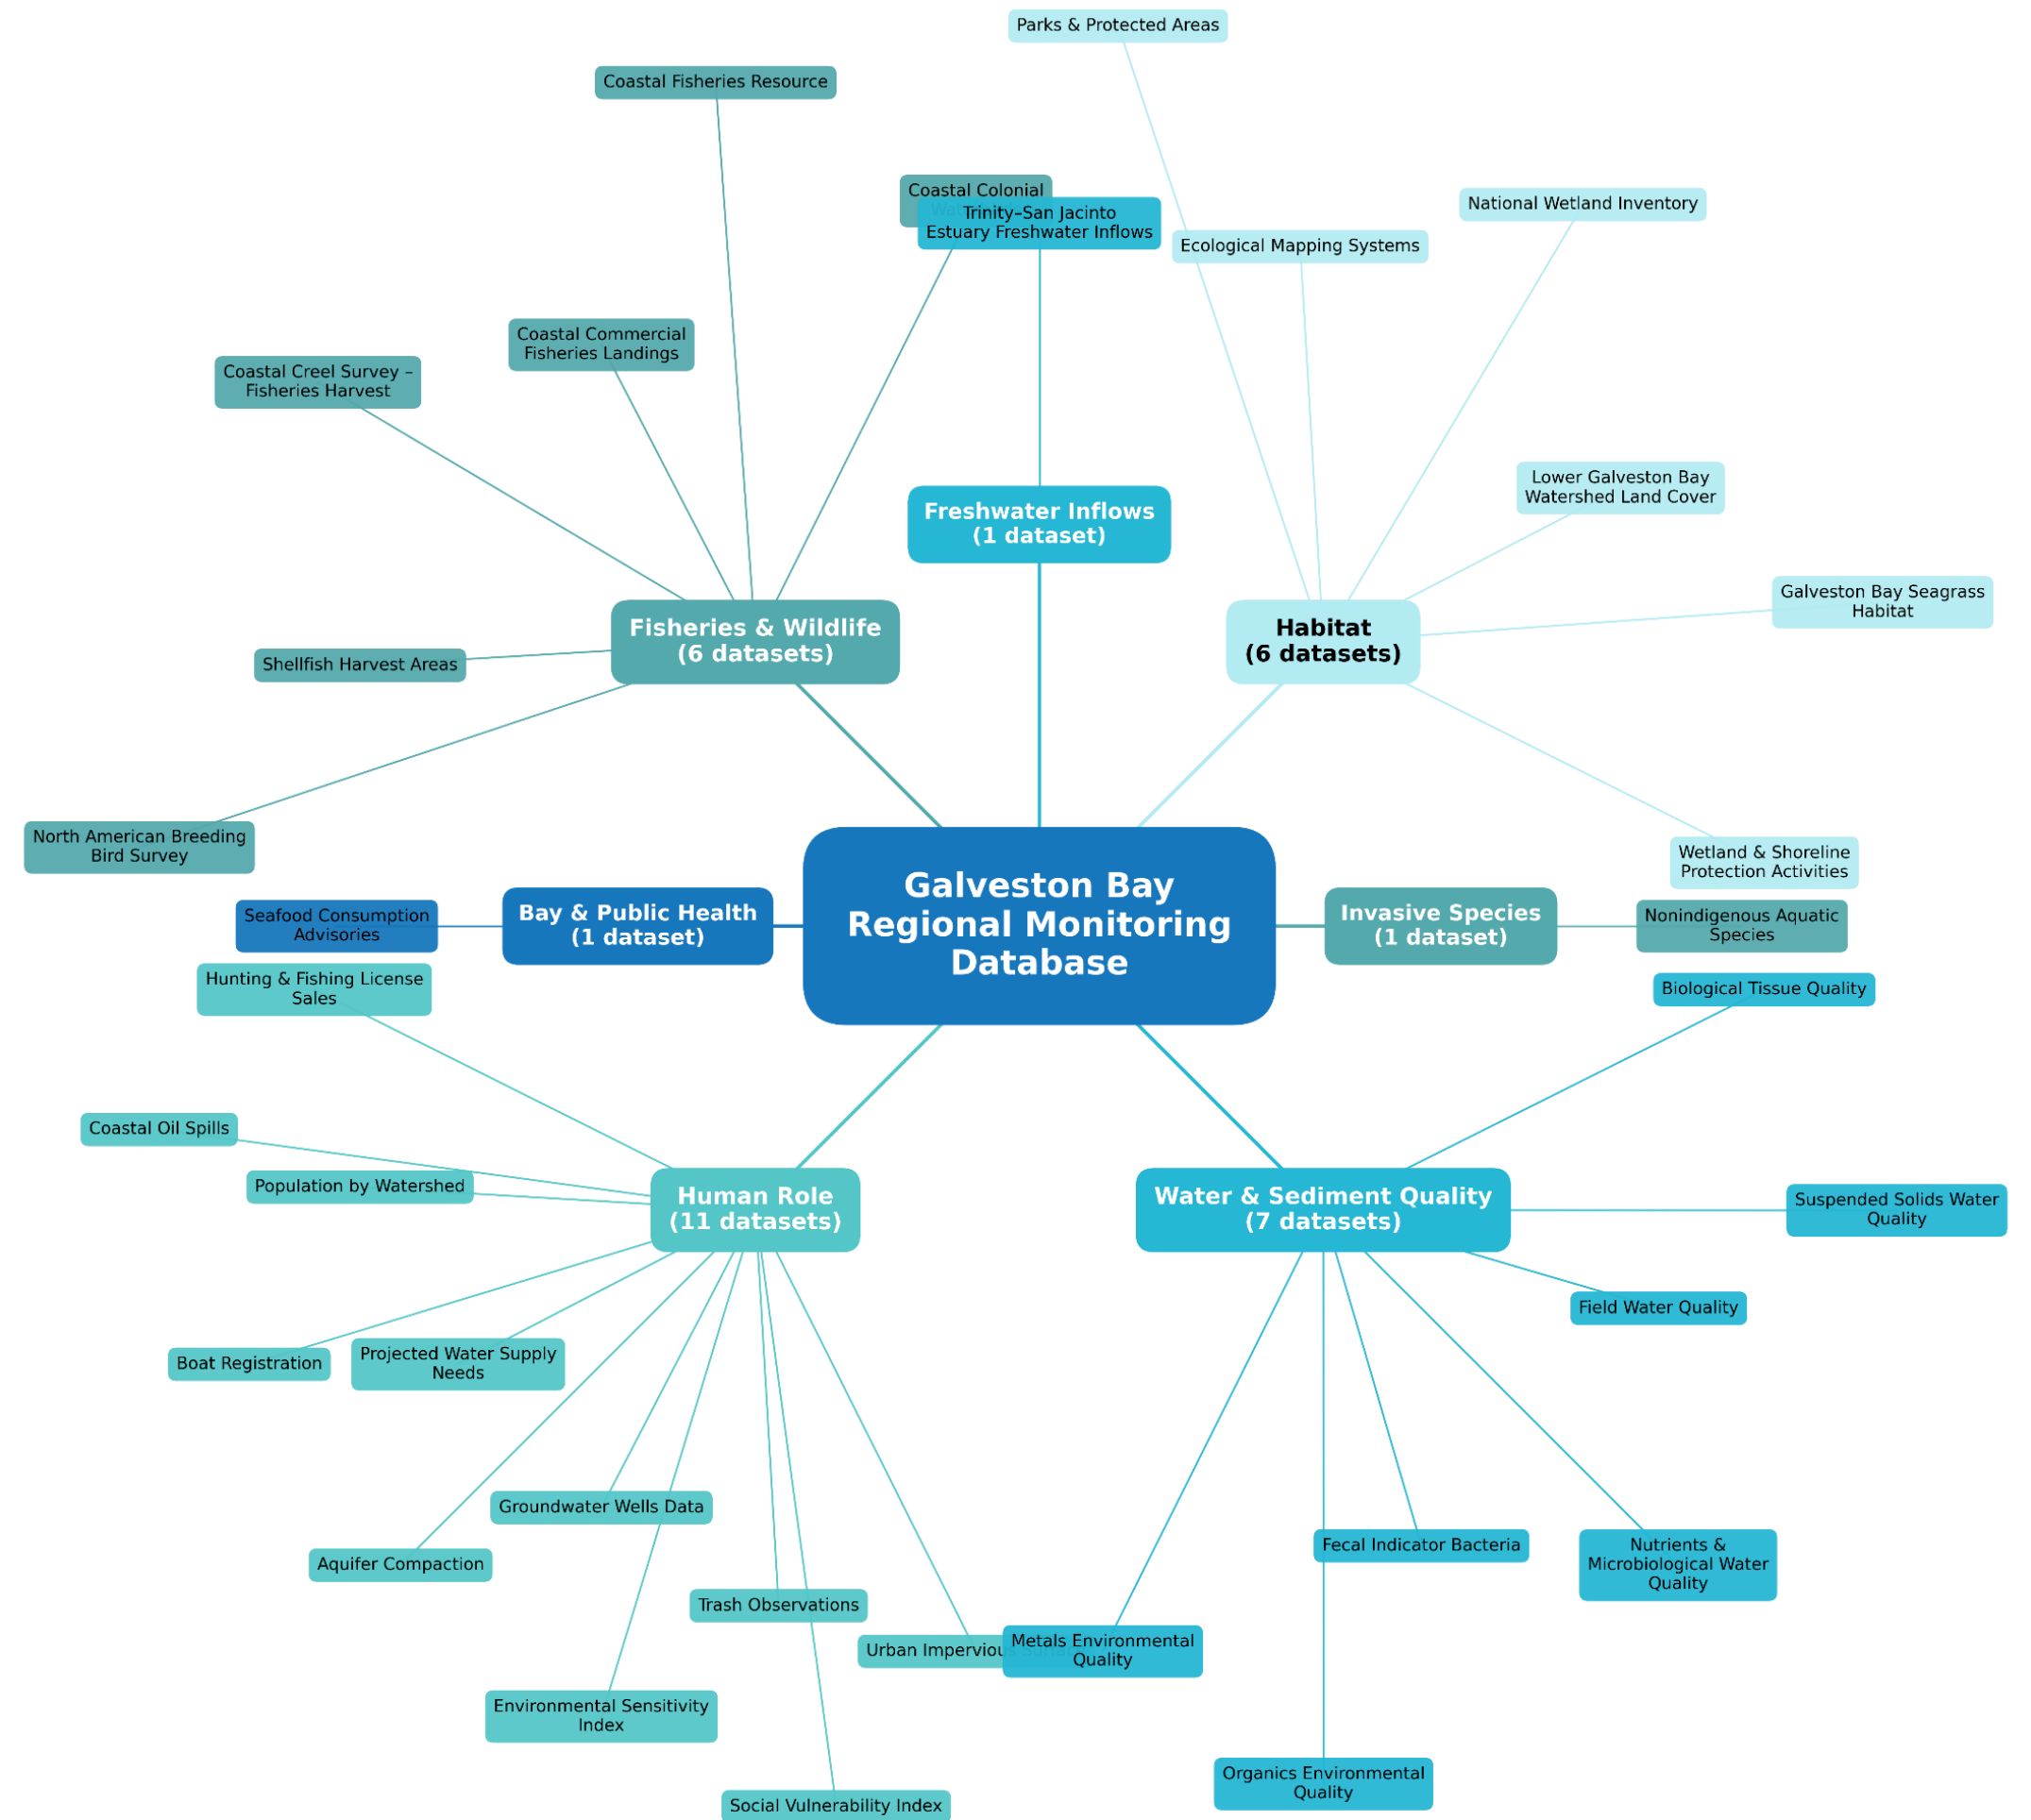 Parks & Protected Areas
Coastal Fisheries Resource
Coastal Colonial
Trinity–San Jacinto
Estuary Freshwater Inflows
National Wetland Inventory
Ecological Mapping Systems
Coastal Commercial
Fisheries Landings
Coastal Creel Survey –
Fisheries Harvest
Lower Galveston Bay
Watershed Land Cover
Freshwater Inflows
(1 dataset)
Galveston Bay Seagrass
Habitat
Fisheries & Wildlife
(6 datasets)
Habitat
(6 datasets)
Shellfish Harvest Areas
North American Breeding
Bird Survey
Wetland & Shoreline
Protection Activities
Galveston Bay
Regional Monitoring
Database
Seafood Consumption
Advisories
Bay & Public Health
(1 dataset)
Invasive Species
(1 dataset)
Nonindigenous Aquatic
Species
Hunting & Fishing License
Sales
Biological Tissue Quality
Coastal Oil Spills
Population by Watershed
Human Role
(11 datasets)
Water & Sediment Quality
(7 datasets)
Suspended Solids Water
Quality
Field Water Quality
Boat Registration
Projected Water Supply
Needs
Groundwater Wells Data
Aquifer Compaction
Fecal Indicator Bacteria
Nutrients &
Microbiological Water
Quality
Trash Observations
Urban Impervious
Metals Environmental
Quality
Environmental Sensitivity
Index
Organics Environmental
Quality
Social Vulnerability Index